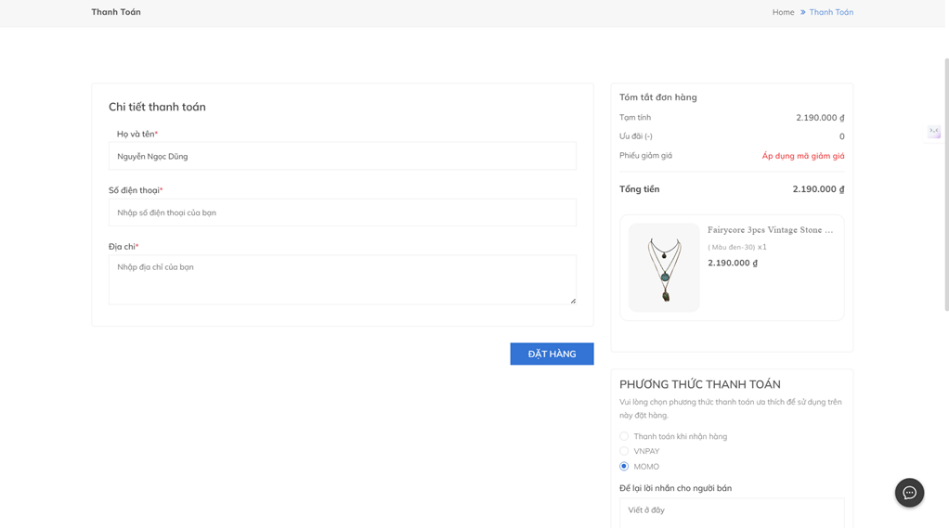 Thanh Toán
Home » Thanh Toán
Chi tiết thanh toán
Họ và tên*
Nguyễn Ngọc Dũng
Số điện thoại*
Nhập số điện thoại của bạn
Địa chỉ*
Nhập địa chỉ của bạn
ĐẶT HÀNG
Tóm tắt đơn hàng
Tạm tính 2.190.000 ₫
Ưu đãi (-) 0
Phiếu giảm giá Áp dụng mã giảm giá
Tổng tiền 2.190.000 ₫
Fairycore 3pcs Vintage Stone ...
( Màu đen-30) x1
2.190.000 ₫
PHƯƠNG THỨC THANH TOÁN
Vui lòng chọn phương thức thanh toán ưa thích để sử dụng trên
này đặt hàng.
Thanh toán khi nhận hàng
VNPAY
MOMO
Để lại lời nhắn cho người bán
Viết ở đây